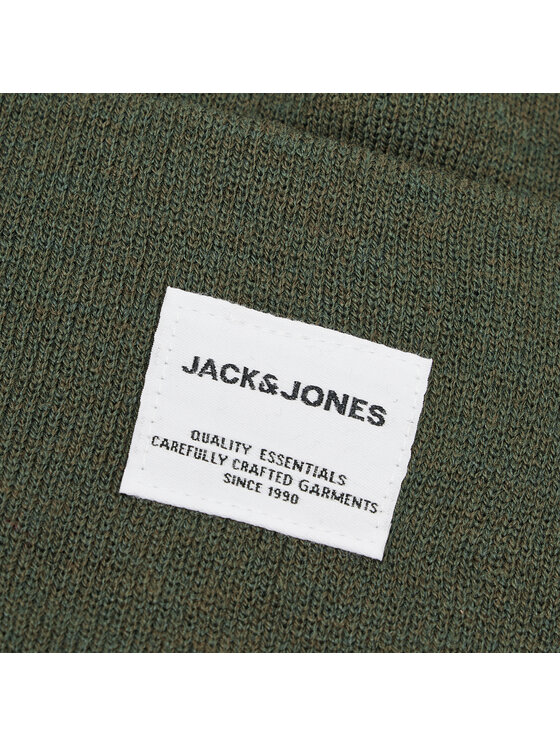 JACK&JONES
QUALITY ESSENTIALS
CAREFULLY CRAFTED GARMENTS
SINCE 1990